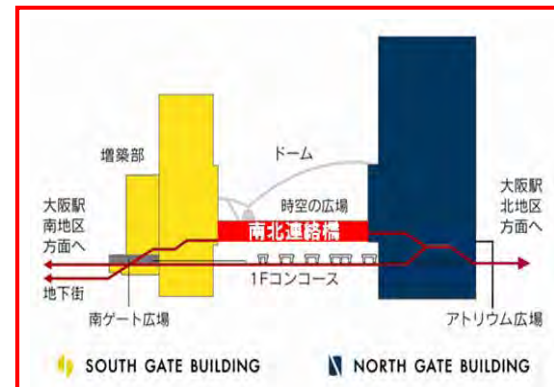 増築部
ドーム
大阪駅
南地区
方面へ
時空の広場
大阪駅
北地区
方面へ
南北連絡橋
1Fコンコース
地下街
南ゲート広場
アトリウム広場
SOUTH GATE BUILDING
NORTH GATE BUILDING